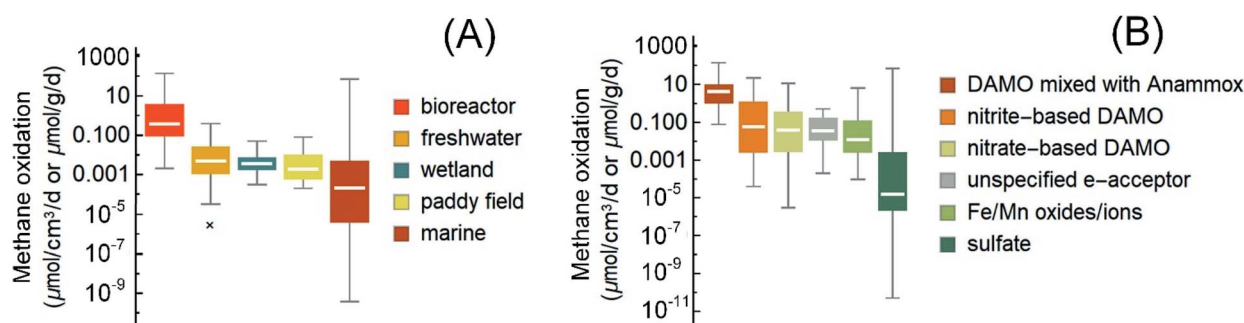 (A)
Methane oxidation
(μmol/cm³/d or μmol/g/d)
1000
10
0.100
0.001
10⁻⁵
10⁻⁷
10⁻⁹
bioreactor
freshwater
wetland
paddy field
marine
(B)
Methane oxidation
(μmol/cm³/d or μmol/g/d)
1000
10
0.100
0.001
10⁻⁵
10⁻⁷
10⁻⁹
10⁻¹¹
DAMO mixed with Anammox
nitrite-based DAMO
nitrate-based DAMO
unspecified e-acceptor
Fe/Mn oxides/ions
sulfate